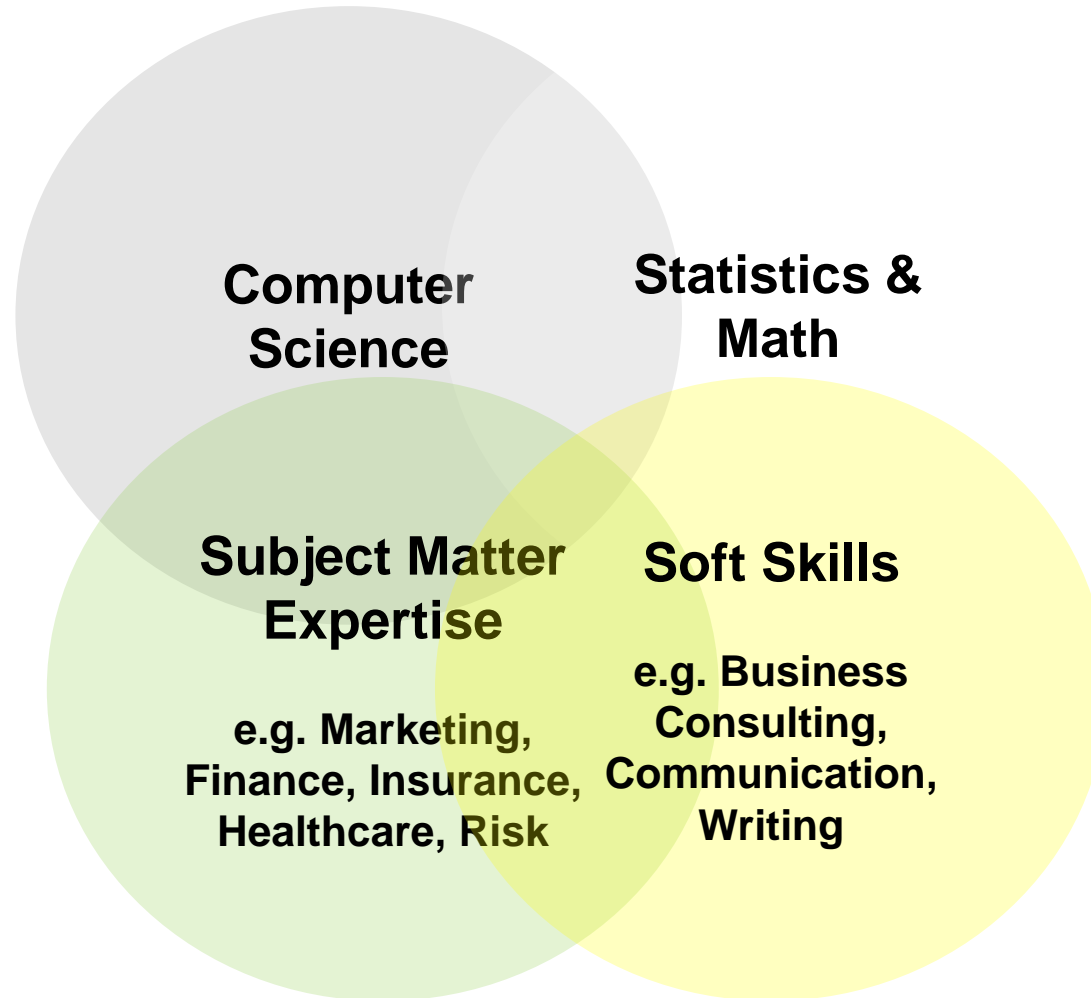 Computer
Science
Statistics &
Math
Subject Matter
Expertise
e.g. Marketing,
Finance, Insurance,
Healthcare, Risk
Soft Skills
e.g. Business
Consulting,
Communication,
Writing